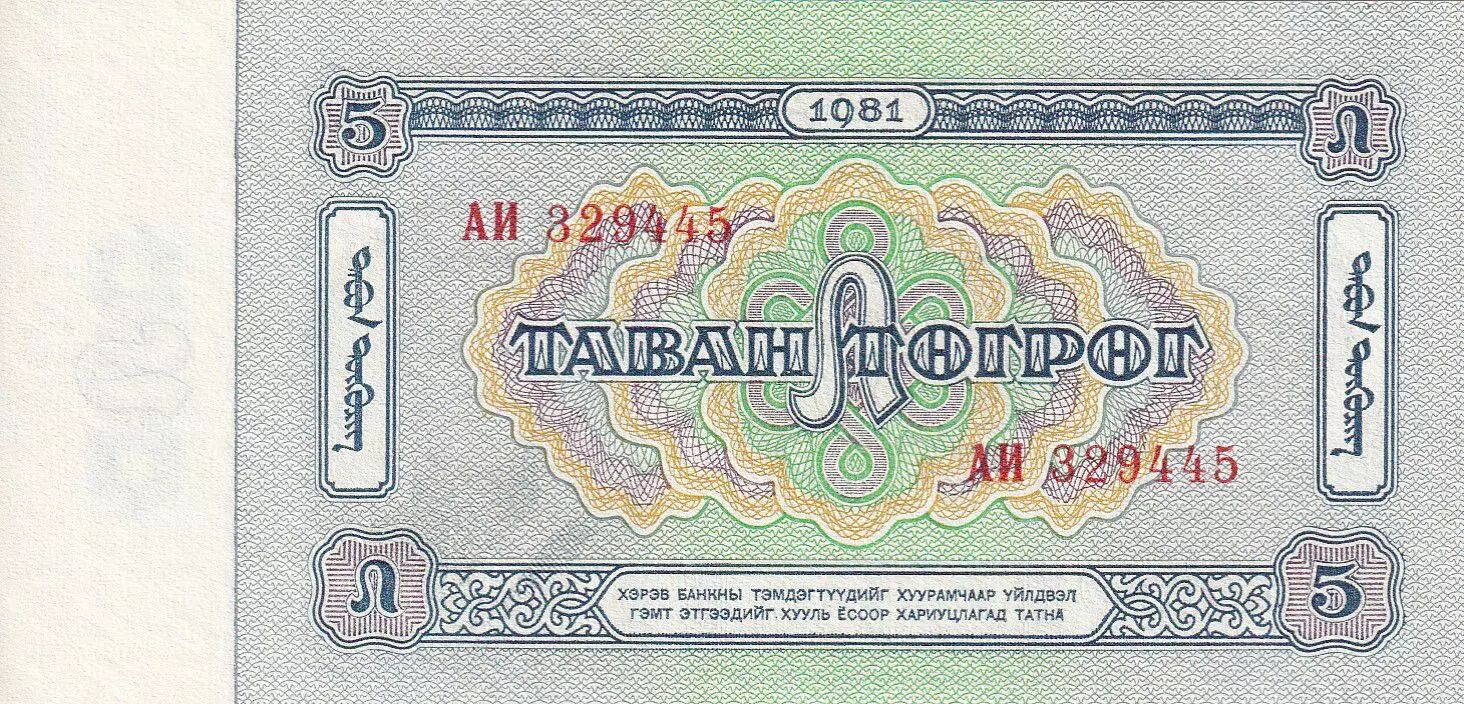 5
1981
АИ 329445
ТАВАН ТӨГРӨГ
АИ 329445
ХЭРЭВ БАНКНЫ ТЭМДЭГТҮҮДИЙГ ХУУРАМЧААР ҮЙЛДВЭЛ
ГЭМТ ЭТГЭЭДИЙГ ХУУЛЬ ЁСООР ХАРИУЦЛАГАД ТАТНА
5